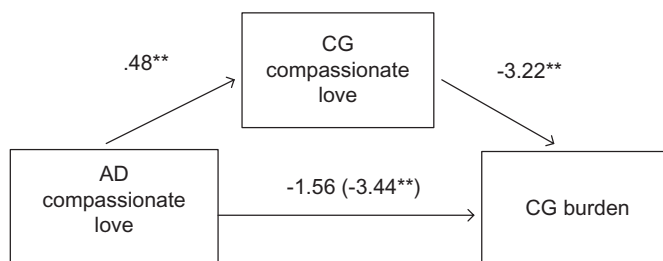 .48**
CG
compassionate
love
-3.22**
AD
compassionate
love
-1.56 (-3.44**)
CG burden